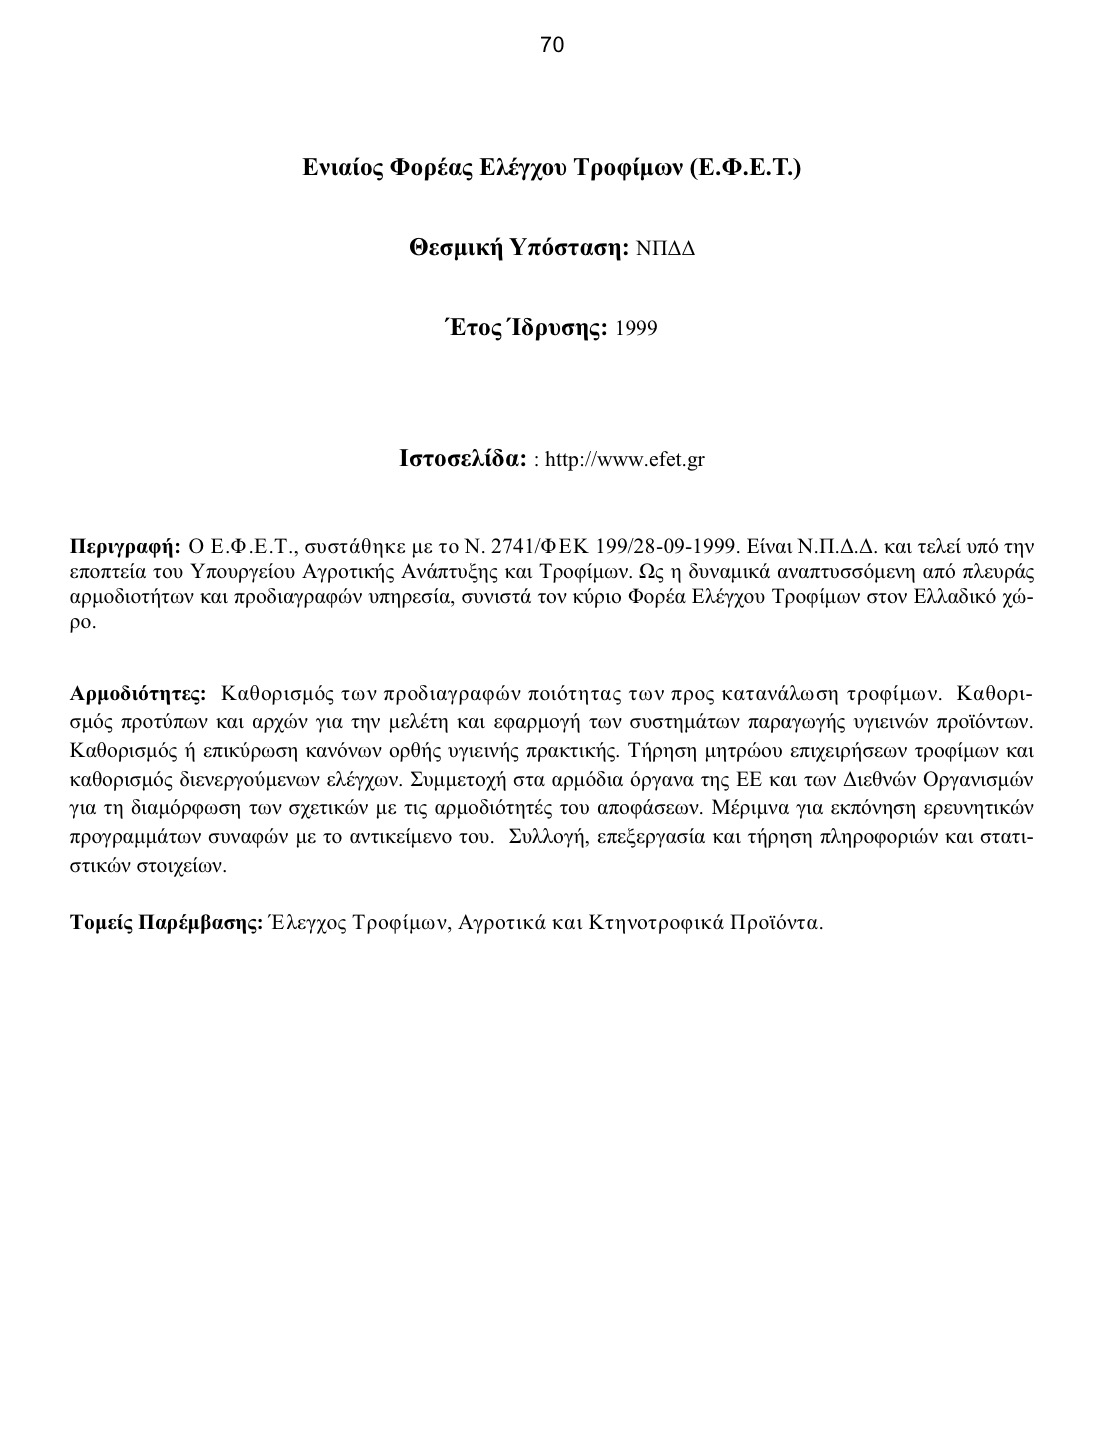 70
Ενιαίος Φορέας Ελέγχου Τροφίμων (Ε.Φ.Ε.Τ.)
Θεσμική Υπόσταση: ΝΠΔΔ
Έτος Ίδρυσης: 1999
Ιστοσελίδα: : http://www.efet.gr
Περιγραφή: Ο Ε.Φ.Ε.Τ., συστάθηκε με το Ν. 2741/ΦΕΚ 199/28-09-1999. Είναι Ν.Π.Δ.Δ. και τελεί υπό την
εποπτεία του Υπουργείου Αγροτικής Ανάπτυξης και Τροφίμων. Ως η δυναμικά αναπτυσσόμενη από πλευράς
αρμοδιοτήτων και προδιαγραφών υπηρεσία, συνιστά τον κύριο Φορέα Ελέγχου Τροφίμων στον Ελλαδικό χώ-
ρο.
Αρμοδιότητες:  Καθορισμός των προδιαγραφών ποιότητας των προς κατανάλωση τροφίμων.  Καθορι-
σμός προτύπων και αρχών για την μελέτη και εφαρμογή των συστημάτων παραγωγής υγιεινών προϊόντων.
Καθορισμός ή επικύρωση κανόνων ορθής υγιεινής πρακτικής. Τήρηση μητρώου επιχειρήσεων τροφίμων και
καθορισμός διενεργούμενων ελέγχων. Συμμετοχή στα αρμόδια όργανα της ΕΕ και των Διεθνών Οργανισμών
για τη διαμόρφωση των σχετικών με τις αρμοδιότητές του αποφάσεων. Μέριμνα για εκπόνηση ερευνητικών
προγραμμάτων συναφών με το αντικείμενο του.  Συλλογή, επεξεργασία και τήρηση πληροφοριών και στατι-
στικών στοιχείων.
Τομείς Παρέμβασης: Έλεγχος Τροφίμων, Αγροτικά και Κτηνοτροφικά Προϊόντα.